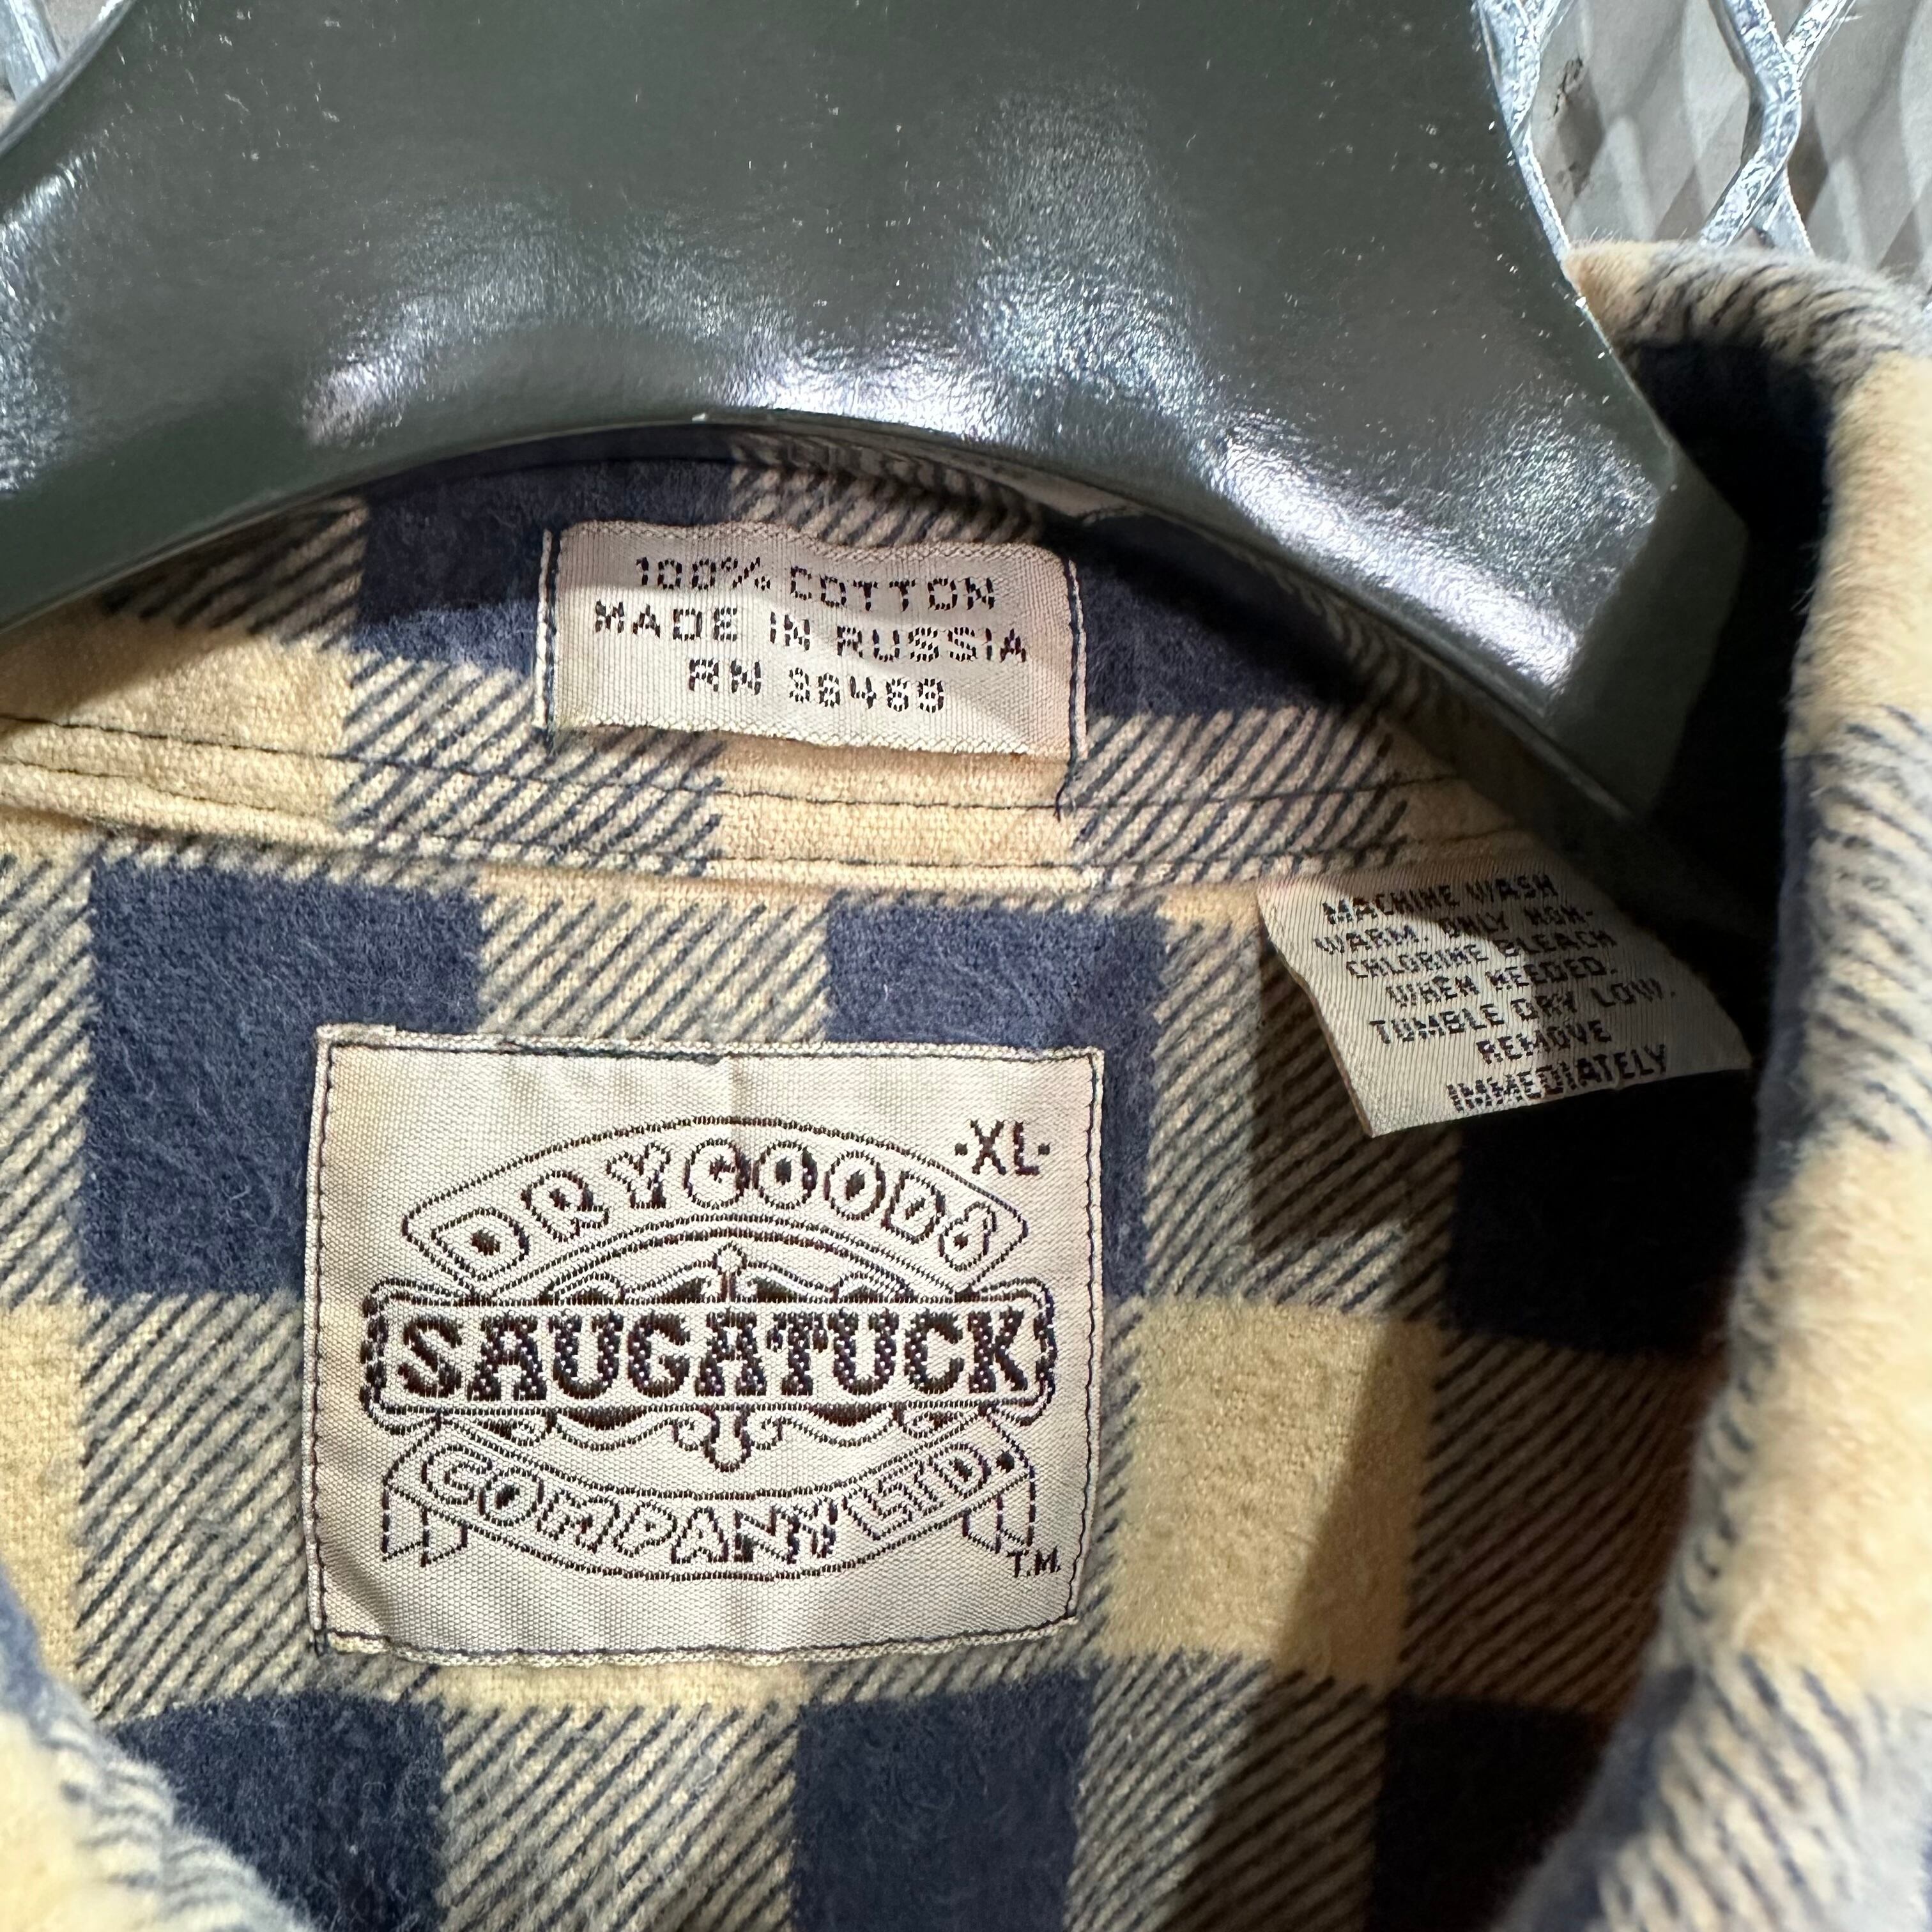 100% COTTON
MADE IN RUSSIA
RN 36469
MACHINE WASH
WARM. ONLY NON-
CHLORINE BLEACH
WHEN NEEDED.
TUMBLE DRY LOW.
REMOVE
IMMEDIATELY
·XL·
DRY GOODS
SAUGATUCK
COMPANY LTD.
T.M.